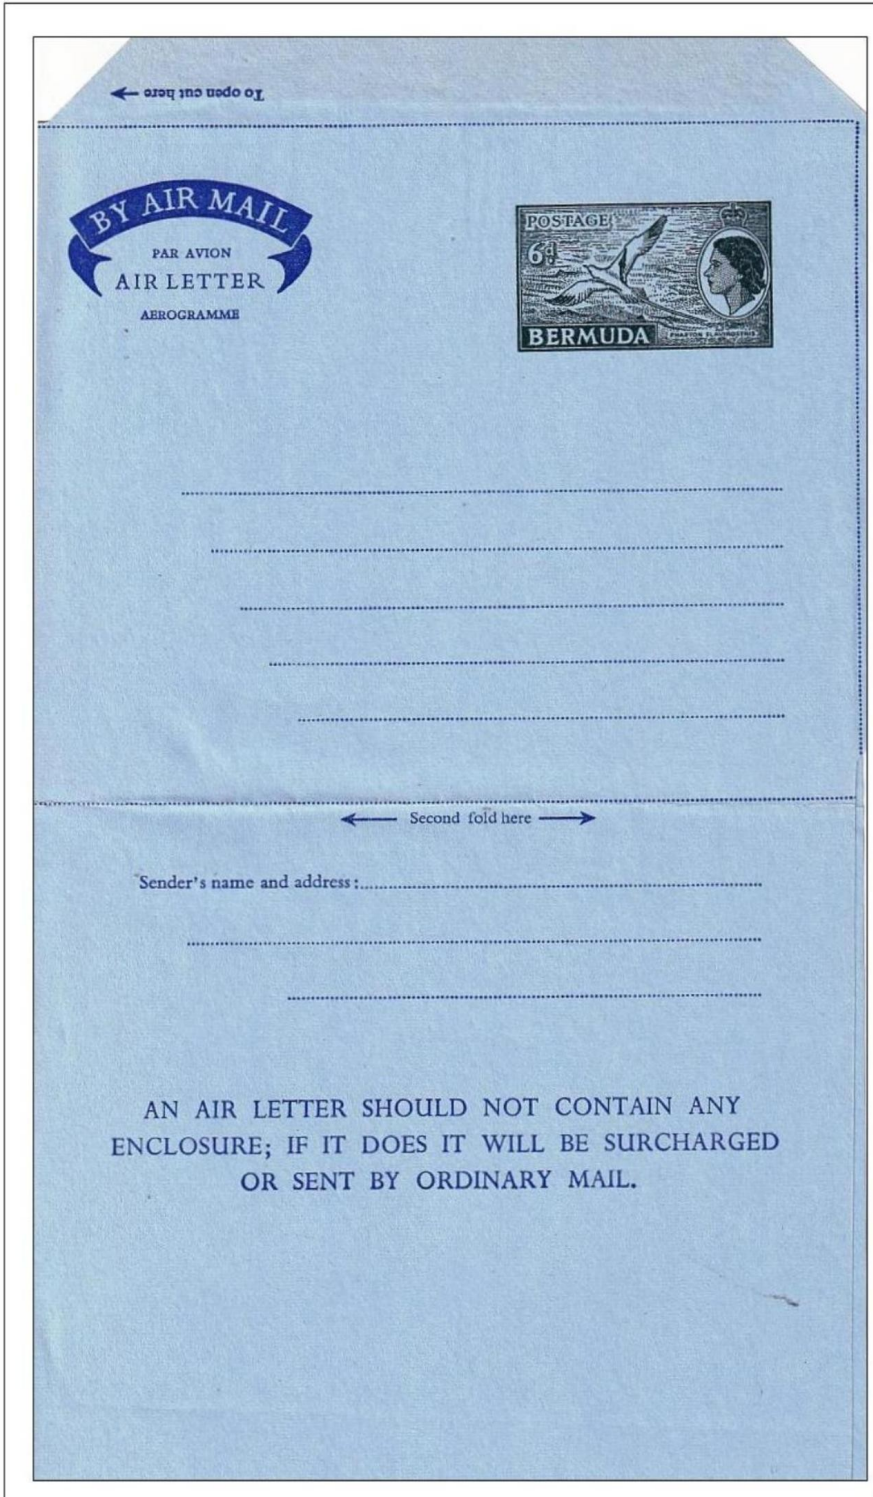 To open cut here
BY AIR MAIL
PAR AVION
AIR LETTER
AEROGRAMME
POSTAGE
6d
BERMUDA
Second fold here
Sender's name and address:
AN AIR LETTER SHOULD NOT CONTAIN ANY
ENCLOSURE; IF IT DOES IT WILL BE SURCHARGED
OR SENT BY ORDINARY MAIL.